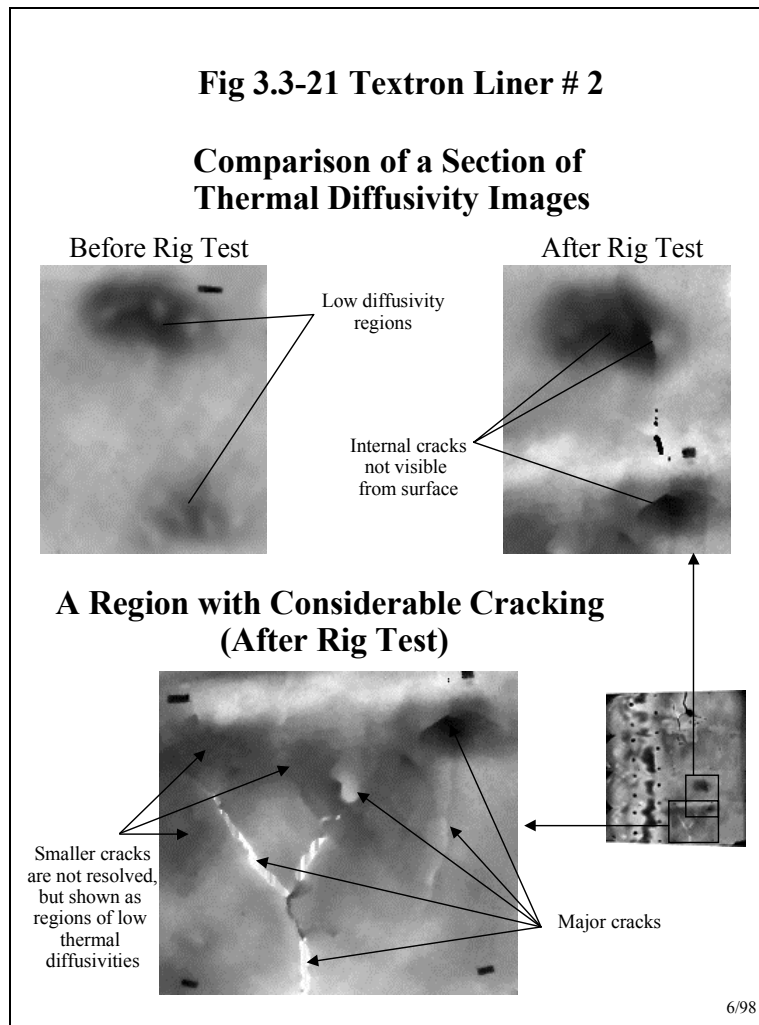 Fig 3.3-21 Textron Liner # 2
Comparison of a Section of
Thermal Diffusivity Images
Before Rig Test
After Rig Test
Low diffusivity
regions
Internal cracks
not visible
from surface
A Region with Considerable Cracking
(After Rig Test)
Smaller cracks
are not resolved,
but shown as
regions of low
thermal
diffusivities
Major cracks
6/98